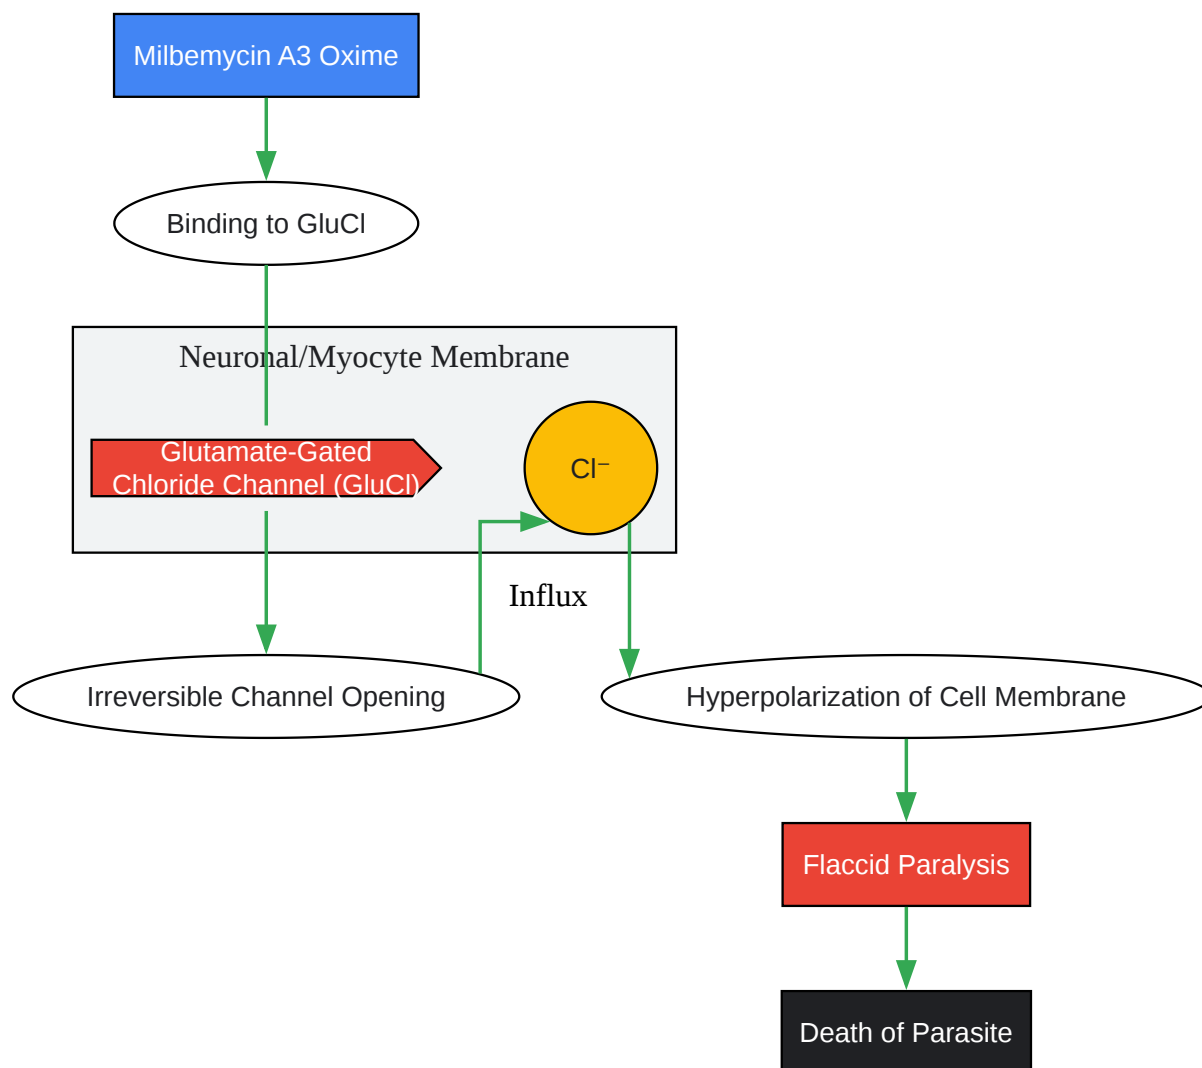 Milbemycin A3 Oxime
Binding to GluCl
Neuronal/Myocyte Membrane
Glutamate-Gated
Chloride Channel (GluCl)
Cl⁻
Influx
Irreversible Channel Opening
Hyperpolarization of Cell Membrane
Flaccid Paralysis
Death of Parasite